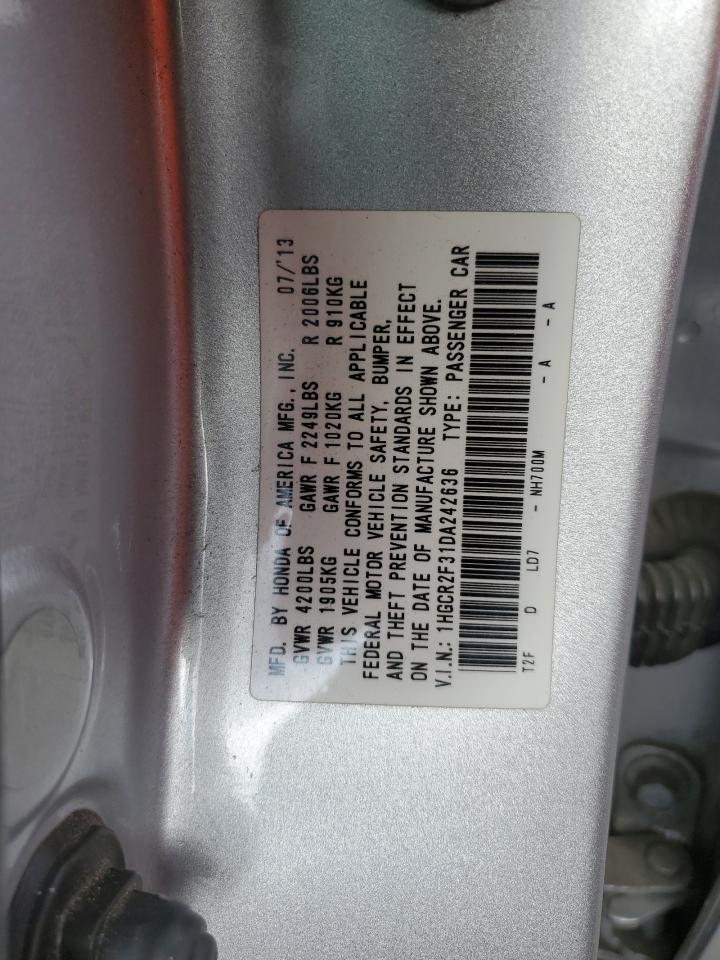 MFD. BY HONDA OF AMERICA MFG., INC. 07/'13
GVWR 4200LBS GAWR F 2249LBS R 2006LBS
GVWR 1905KG GAWR F 1020KG R 910KG
THIS VEHICLE CONFORMS TO ALL APPLICABLE
FEDERAL MOTOR VEHICLE SAFETY, BUMPER,
AND THEFT PREVENTION STANDARDS IN EFFECT
ON THE DATE OF MANUFACTURE SHOWN ABOVE.
V.I.N.: 1HGCR2F31DA242636 TYPE: PASSENGER CAR
T2F D LD7 - NH700M - A - A